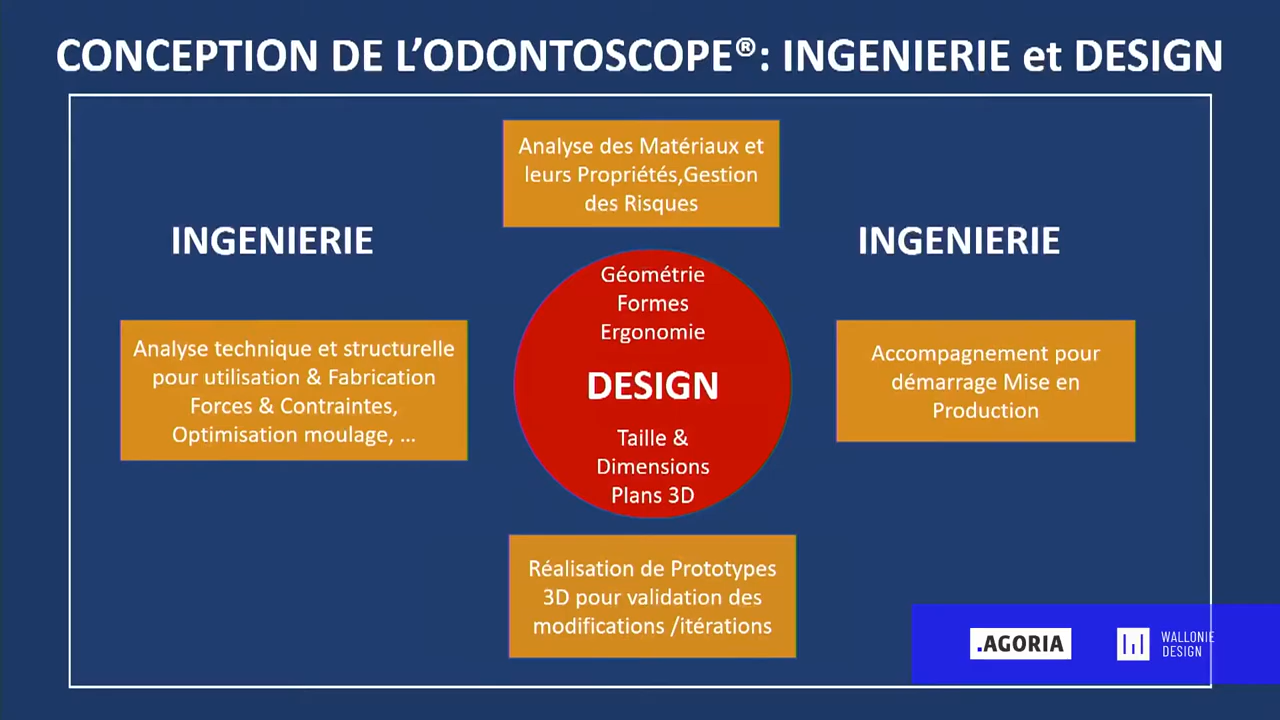 CONCEPTION DE L’ODONTOSCOPE®: INGENIERIE et DESIGN
Analyse des Matériaux et
leurs Propriétés,Gestion
des Risques
INGENIERIE
INGENIERIE
Géométrie
Formes
Ergonomie
DESIGN
Taille &
Dimensions
Plans 3D
Analyse technique et structurelle
pour utilisation & Fabrication
Forces & Contraintes,
Optimisation moulage, ...
Accompagnement pour
démarrage Mise en
Production
Réalisation de Prototypes
3D pour validation des
modifications /itérations
.AGORIA
WALLONIE
DESIGN